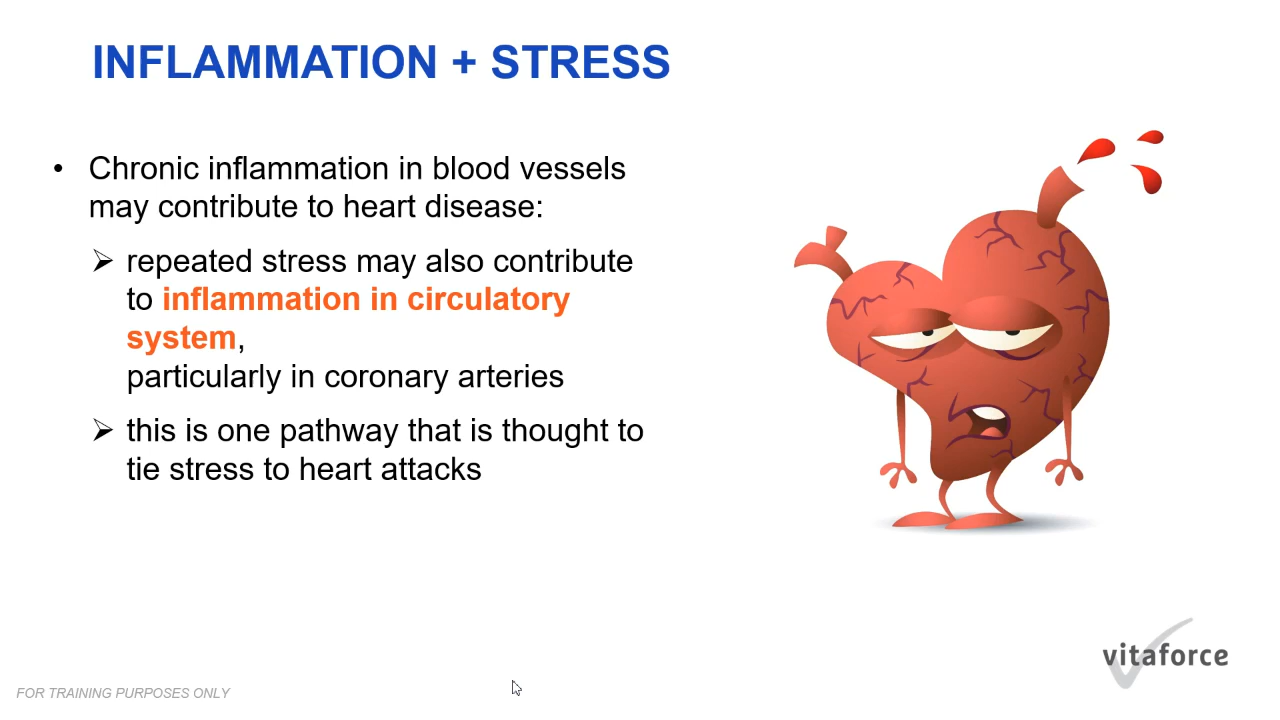 INFLAMMATION + STRESS
• Chronic inflammation in blood vessels
may contribute to heart disease:
➢ repeated stress may also contribute
to inflammation in circulatory
system,
particularly in coronary arteries
➢ this is one pathway that is thought to
tie stress to heart attacks
vitaforce
FOR TRAINING PURPOSES ONLY